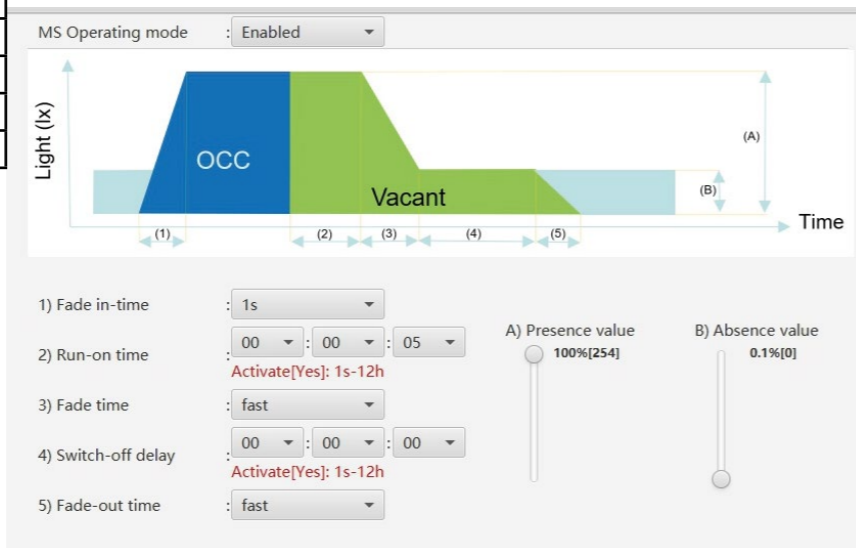 MS Operating mode : Enabled
Light (lx)
OCC
Vacant
(A)
(B)
Time
(1) (2) (3) (4) (5)
1) Fade in-time : 1s
2) Run-on time : 00 : 00 : 05
Activate[Yes]: 1s-12h
3) Fade time : fast
4) Switch-off delay : 00 : 00 : 00
Activate[Yes]: 1s-12h
5) Fade-out time : fast
A) Presence value
100%[254]
B) Absence value
0.1%[0]